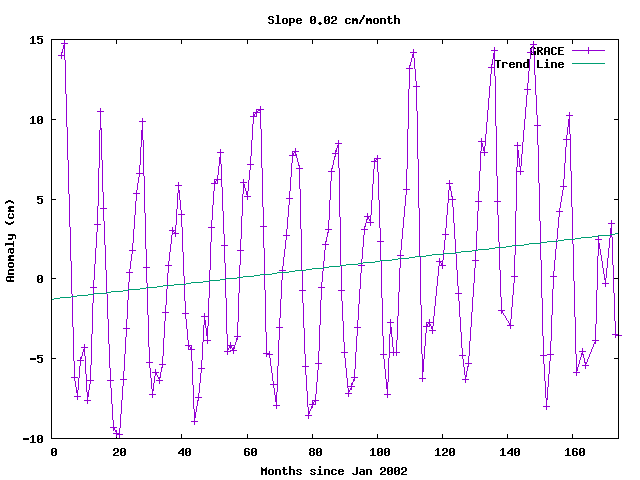 Slope 0.02 cm/month
GRACE
Trend Line
15
10
5
0
-5
-10
Anomaly (cm)
0 20 40 60 80 100 120 140 160
Months since Jan 2002